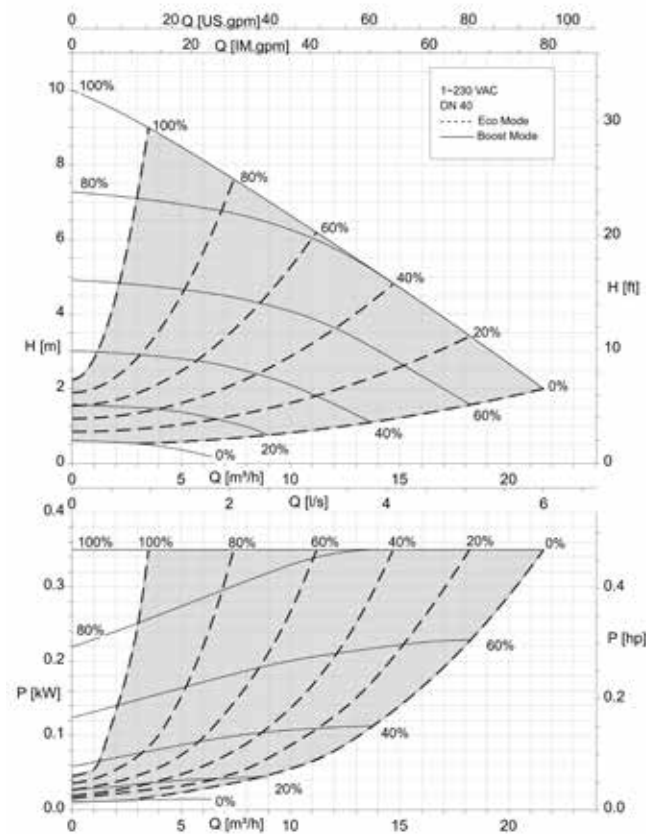 0 20 Q [US.gpm] 40 60 80 100
0 20 Q [IM.gpm] 40 60 80
10 100%
100%
1~230 VAC
DN 40
Eco Mode
Boost Mode
30
8
80% 80%
6 60% 20
40% H [ft]
4
H [m] 20% 10
2 0%
60%
40%
20%
0 0% 0
0 5 Q [m³/h] 10 15 20
0 2 Q [l/s] 4 6
0.4
100% 100% 80% 60% 40% 20% 0%
0.3 0.4
80%
0.2 60% P [hp]
P [kW] 0.2
0.1 40%
20%
0.0 0% 0.0
0 5 Q [m³/h] 10 15 20